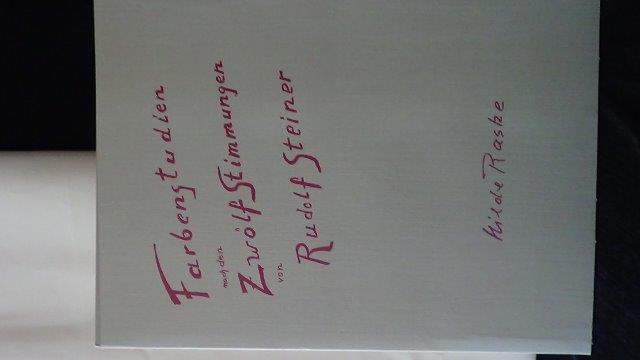 Farbenstudien
nach den
Zwölf Stimmungen
von
Rudolf Steiner
Hilde Raske